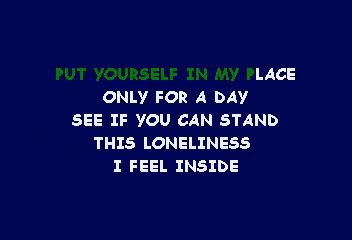 PUT YOURSELF IN MY PLACE
ONLY FOR A DAY
SEE IF YOU CAN STAND
THIS LONELINESS
I FEEL INSIDE